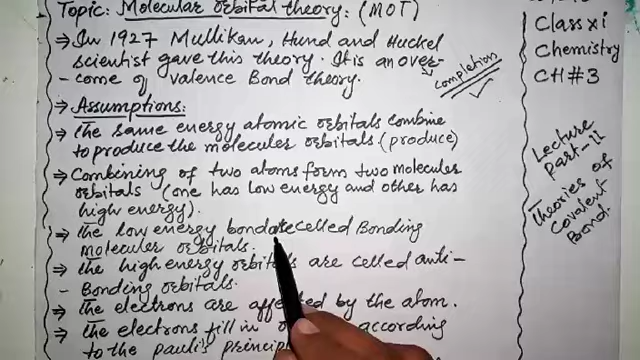 Topic: Molecular orbital theory: (MOT)
⇒ In 1927 Mullikan, Hund and Huckel
scientist gave this theory. It is an over-
-come of valence Bond theory.
completion
⇒ Assumptions:
⇒ The same energy atomic orbitals combine
to produce the molecular orbitals (produce)
⇒ Combining of two atoms form two molecular
orbitals (one has low energy and other has
high energy).
⇒ The low energy bond are celled Bonding
molecular orbitals.
⇒ The high energy orbitals are celled anti-
-Bonding orbitals.
⇒ The electrons are affected by the atom.
⇒ The electrons fill in according
to the pauli's
Class xi
Chemistry
CH#3
Lecture
Part-11
Theories of
Covalent
Bond.